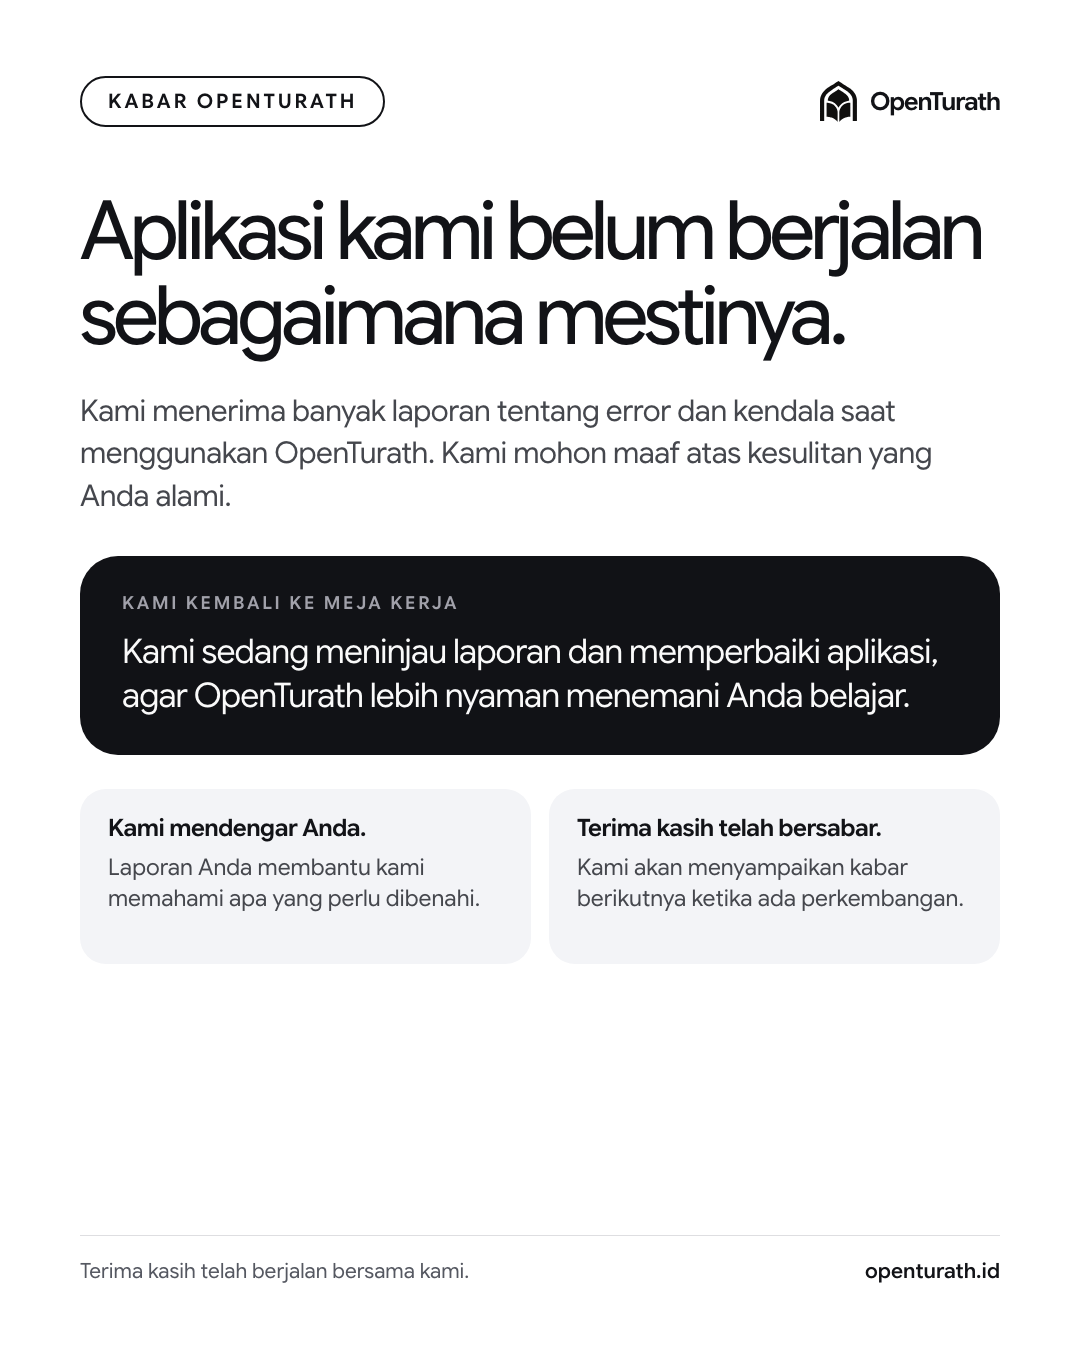 KABAR OPENTURATH
OpenTurath
Aplikasi kami belum berjalan
sebagaimana mestinya.
Kami menerima banyak laporan tentang error dan kendala saat
menggunakan OpenTurath. Kami mohon maaf atas kesulitan yang
Anda alami.
KAMI KEMBALI KE MEJA KERJA
Kami sedang meninjau laporan dan memperbaiki aplikasi,
agar OpenTurath lebih nyaman menemani Anda belajar.
Kami mendengar Anda.
Laporan Anda membantu kami
memahami apa yang perlu dibenahi.
Terima kasih telah bersabar.
Kami akan menyampaikan kabar
berikutnya ketika ada perkembangan.
Terima kasih telah berjalan bersama kami.
openturath.id